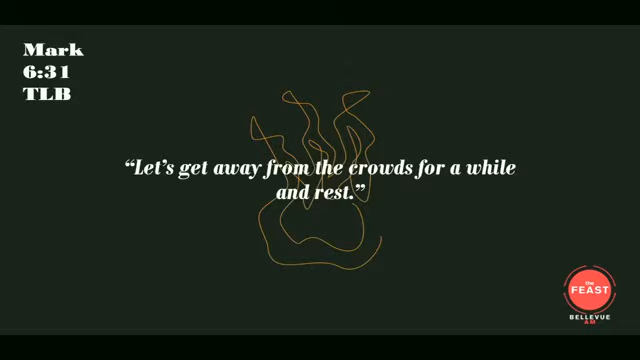 Mark
6:31
TLB
“Let’s get away from the crowds for a while
and rest.”
the
FEAST
BELLEVUE
AM